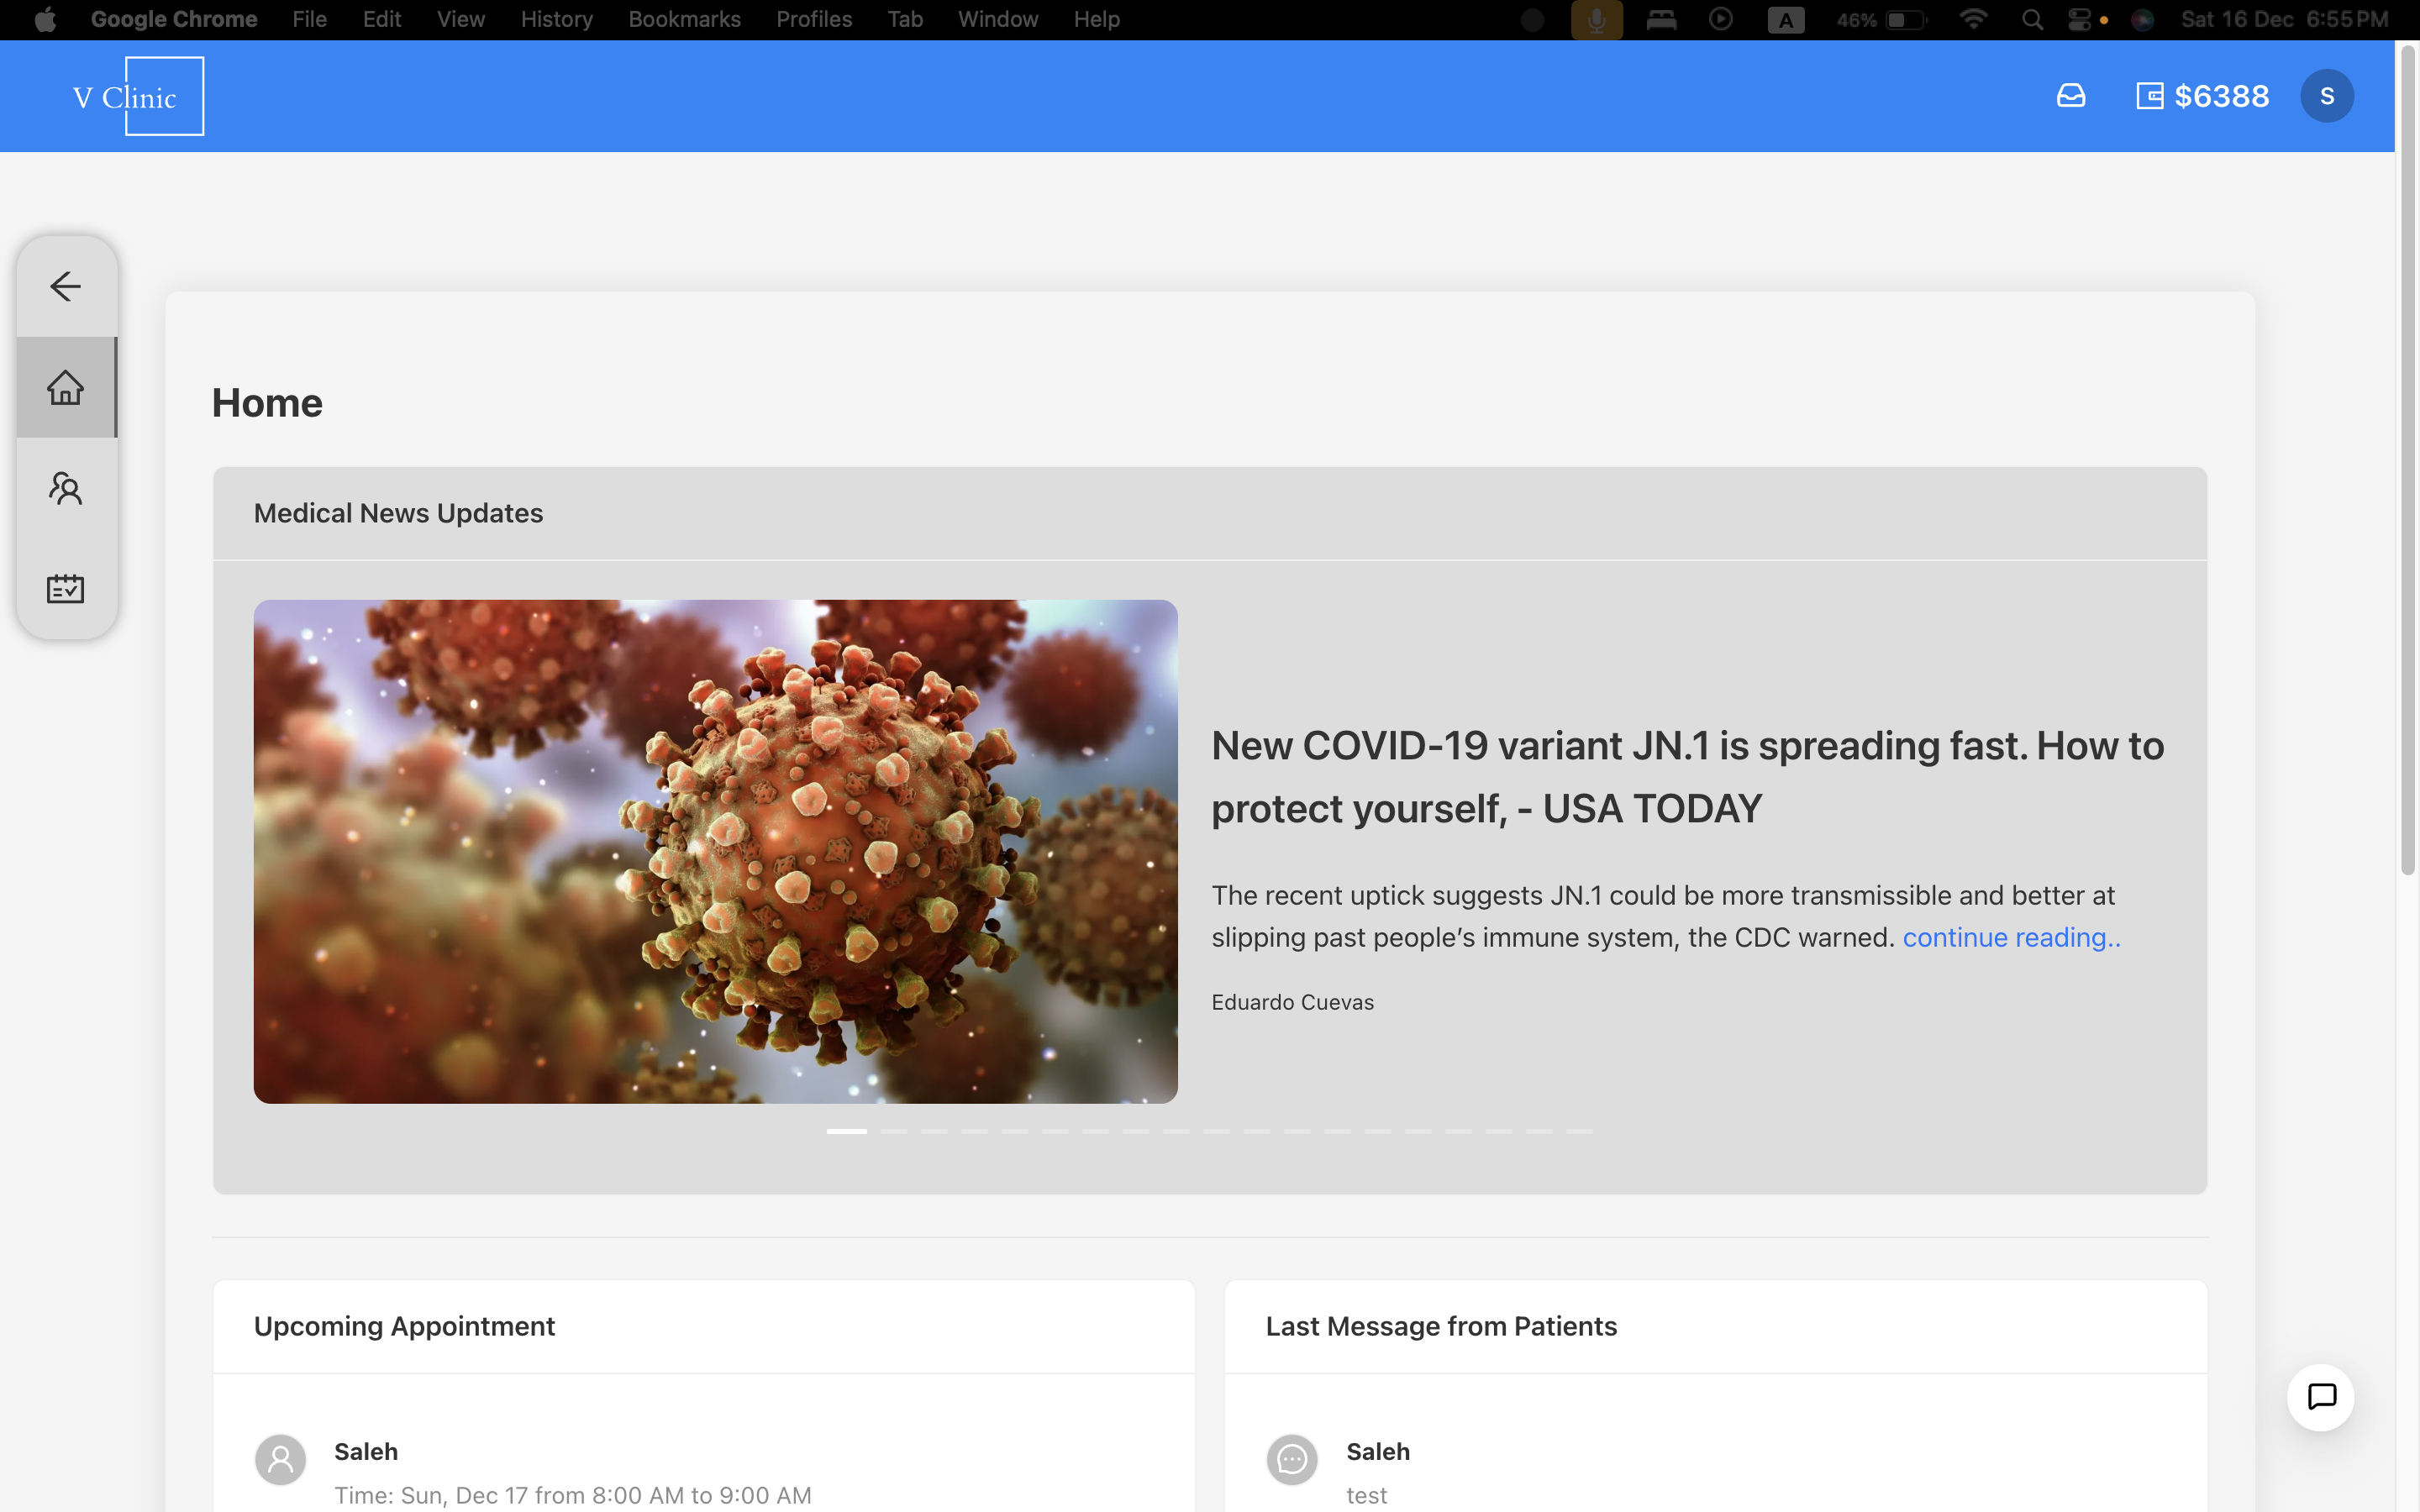 Google Chrome File Edit View History Bookmarks Profiles Tab Window Help A 46% Sat 16 Dec 6:55 PM
V Clinic
$6388 S
Home
Medical News Updates
New COVID-19 variant JN.1 is spreading fast. How to
protect yourself, - USA TODAY
The recent uptick suggests JN.1 could be more transmissible and better at
slipping past people’s immune system, the CDC warned. continue reading..
Eduardo Cuevas
Upcoming Appointment
Saleh
Time: Sun, Dec 17 from 8:00 AM to 9:00 AM
Last Message from Patients
Saleh
test